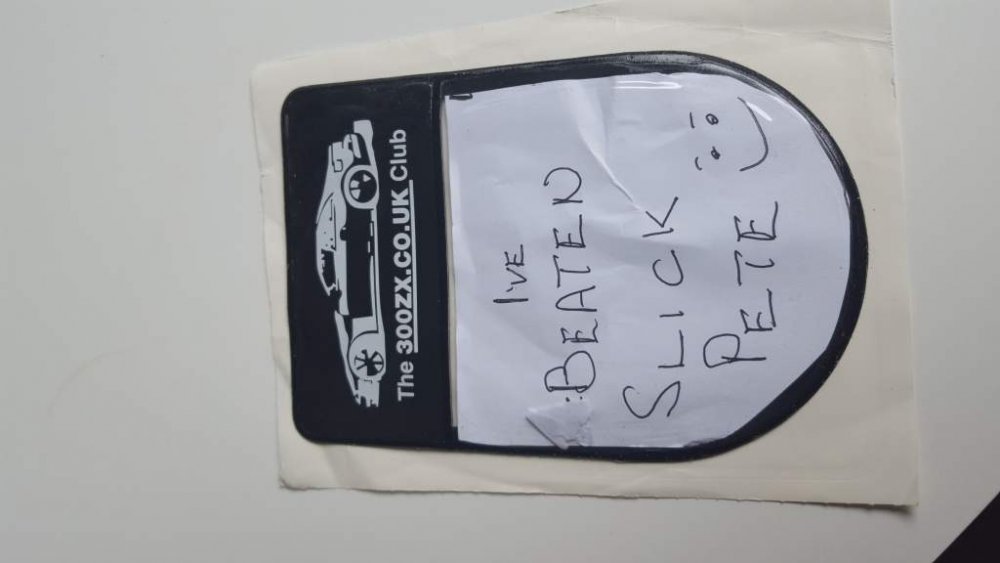 The 300ZX.CO.UK Club
I'VE
BEATEN
SLICK
PETE